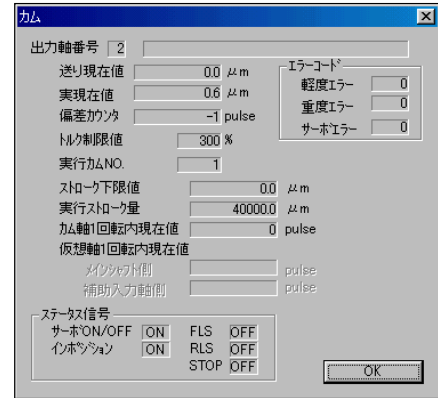 カム
出力軸番号 2
送り現在値 0.0 μm
実現在値 0.6 μm
偏差カウンタ -1 pulse
トルク制限値 300 %
実行カムNO. 1
エラーコード
軽度エラー 0
重度エラー 0
サーボエラー 0
ストローク下限値 0.0 μm
実行ストローク量 40000.0 μm
カム軸1回転内現在値 0 pulse
仮想軸1回転内現在値
メインシャフト側 pulse
補助入力軸側 pulse
ステータス信号
サーボON/OFF ON FLS OFF
インポジション ON RLS OFF
STOP OFF
OK